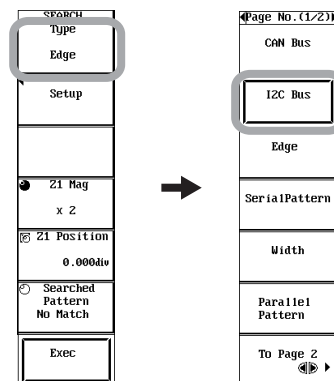 SEARCH
Type
Edge
Setup
Z1 Mag
x 2
Z1 Position
0.000div
Searched
Pattern
No Match
Exec
Page No.(1/2)
CAN Bus
I2C Bus
Edge
SerialPattern
Width
Parallel
Pattern
To Page 2